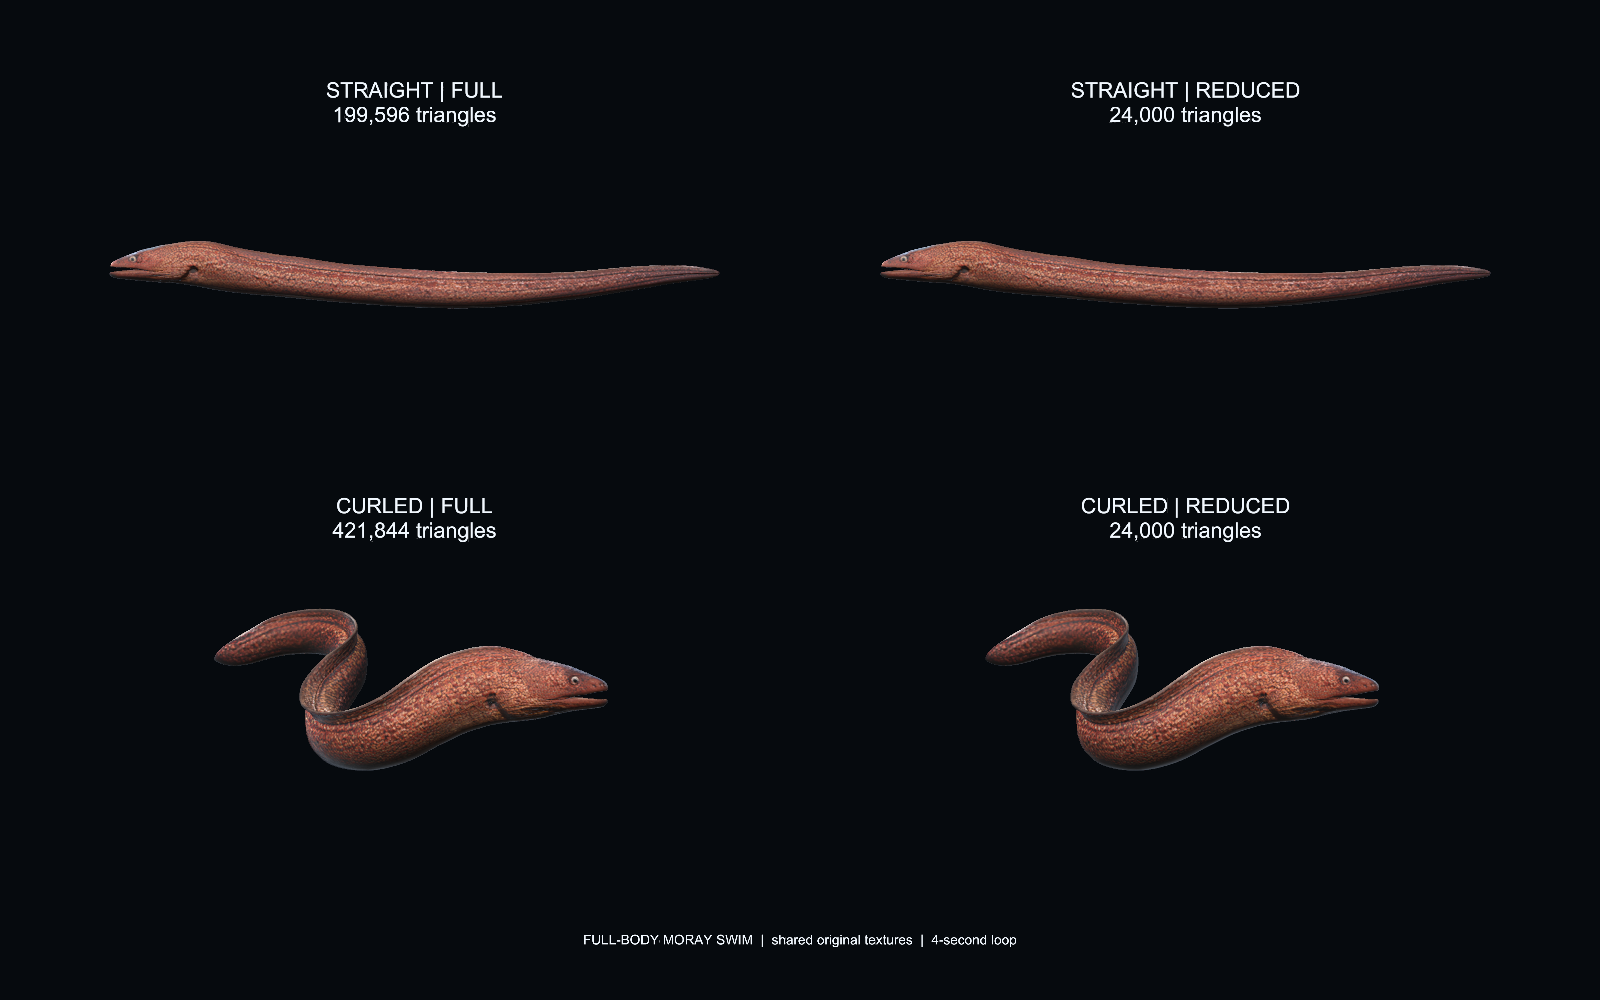 STRAIGHT | FULL
199,596 triangles
STRAIGHT | REDUCED
24,000 triangles
CURLED | FULL
421,844 triangles
CURLED | REDUCED
24,000 triangles
FULL-BODY MORAY SWIM | shared original textures | 4-second loop